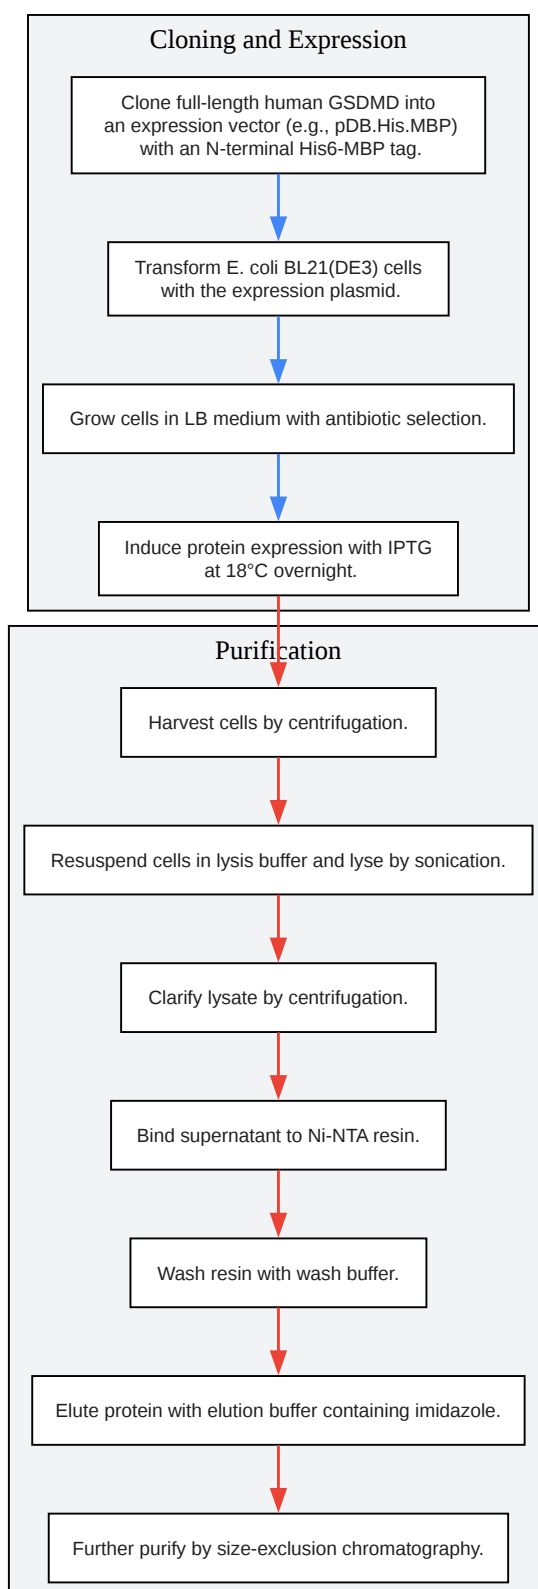 Cloning and Expression
Clone full-length human GSDMD into
an expression vector (e.g., pDB.His.MBP)
with an N-terminal His6-MBP tag.
Transform E. coli BL21(DE3) cells
with the expression plasmid.
Grow cells in LB medium with antibiotic selection.
Induce protein expression with IPTG
at 18°C overnight.
Purification
Harvest cells by centrifugation.
Resuspend cells in lysis buffer and lyse by sonication.
Clarify lysate by centrifugation.
Bind supernatant to Ni-NTA resin.
Wash resin with wash buffer.
Elute protein with elution buffer containing imidazole.
Further purify by size-exclusion chromatography.